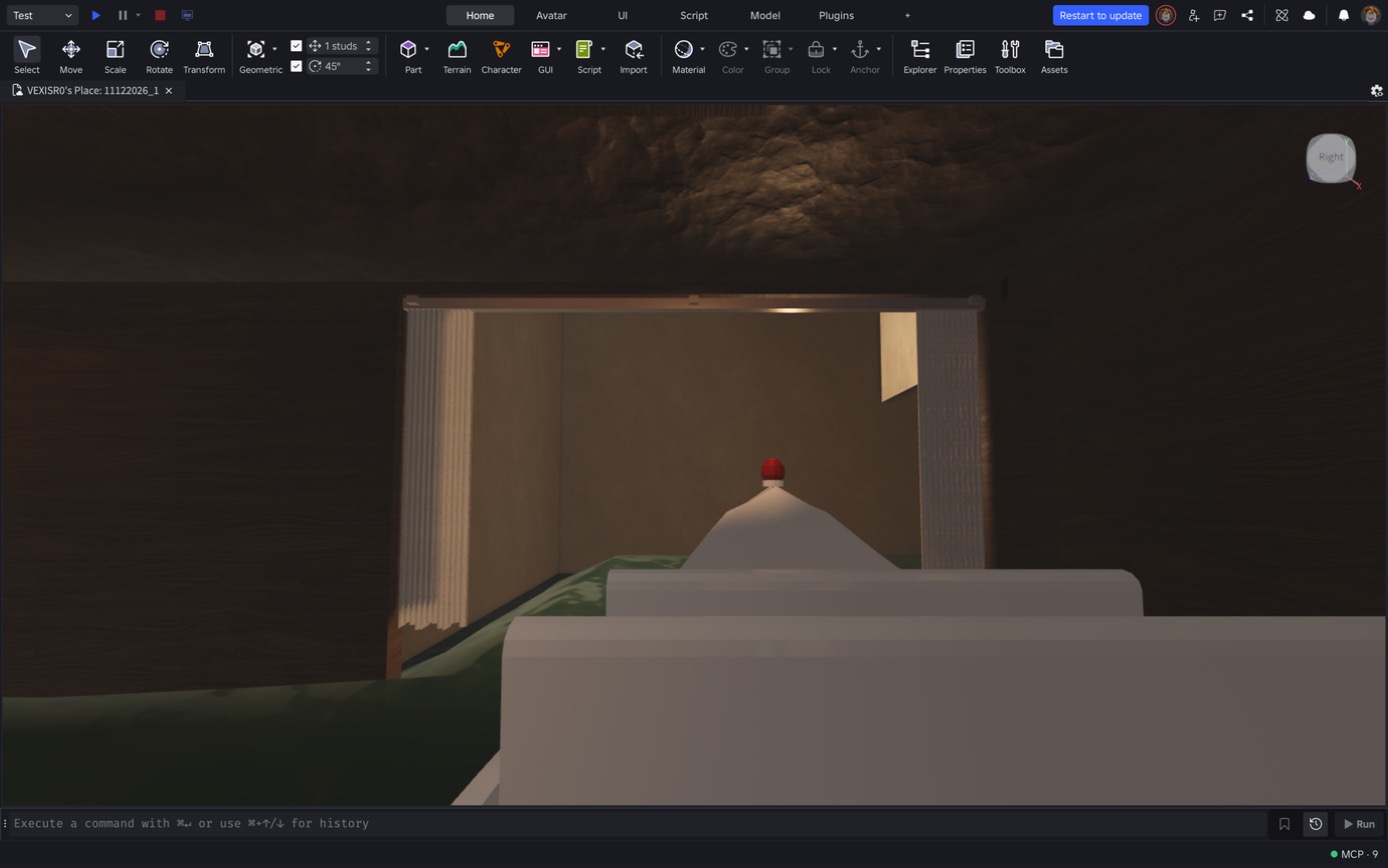 Test
Home Avatar UI Script Model Plugins +
Restart to update
1 studs
45°
Select Move Scale Rotate Transform Geometric Part Terrain Character GUI Script Import Material Color Group Lock Anchor Explorer Properties Toolbox Assets
VEXISR0's Place: 11122026_1
Right
X
Execute a command with ⌘↵ or use ⌘+↑/↓ for history
Run
MCP · 9